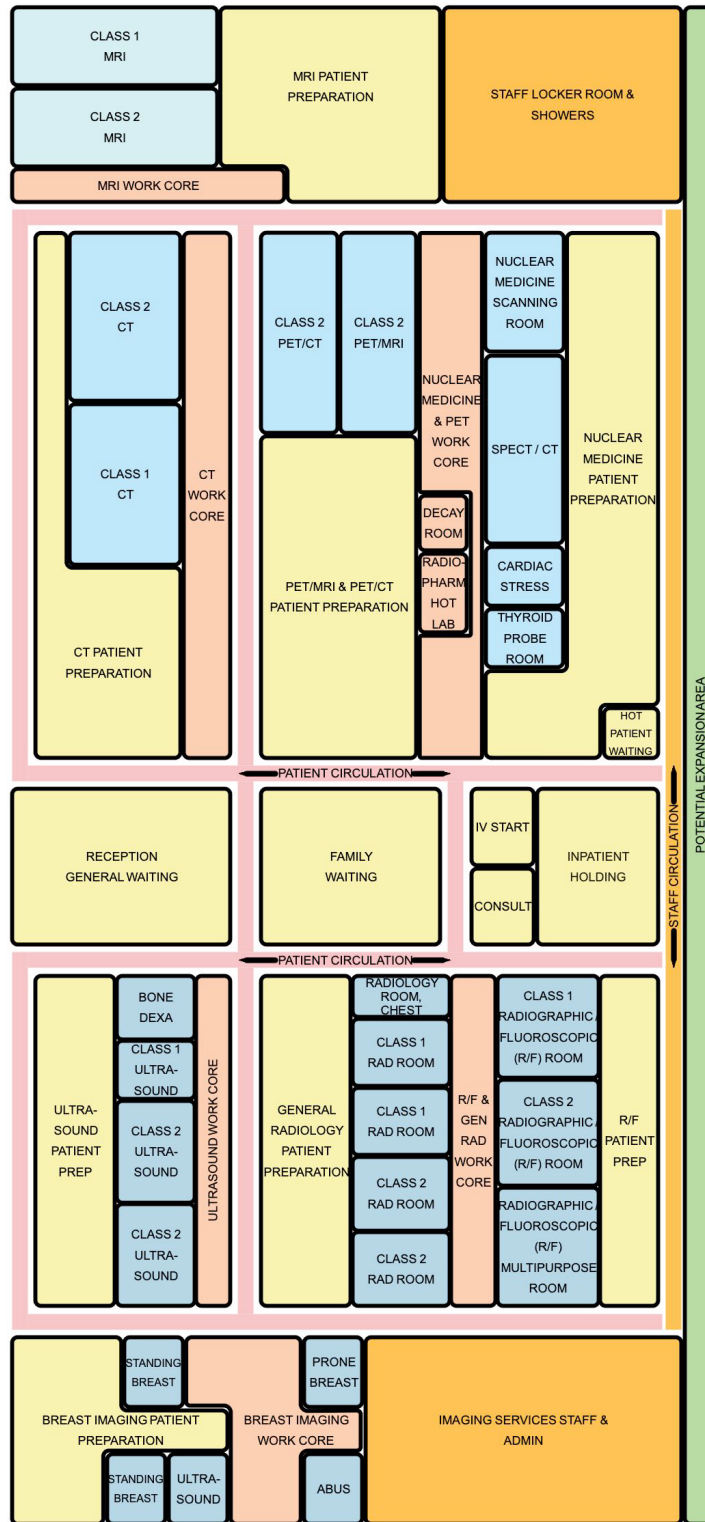 CLASS 1
MRI
CLASS 2
MRI
MRI WORK CORE
MRI PATIENT
PREPARATION
STAFF LOCKER ROOM &
SHOWERS
CLASS 2
CT
CLASS 1
CT
CT
WORK
CORE
CT PATIENT
PREPARATION
CLASS 2
PET/CT
CLASS 2
PET/MRI
NUCLEAR
MEDICINE
& PET
WORK
CORE
DECAY
ROOM
RADIO-
PHARM
HOT
LAB
PET/MRI & PET/CT
PATIENT PREPARATION
NUCLEAR
MEDICINE
SCANNING
ROOM
SPECT / CT
CARDIAC
STRESS
THYROID
PROBE
ROOM
NUCLEAR
MEDICINE
PATIENT
PREPARATION
HOT
PATIENT
WAITING
POTENTIAL EXPANSION AREA
PATIENT CIRCULATION
STAFF CIRCULATION
RECEPTION
GENERAL WAITING
FAMILY
WAITING
IV START
CONSULT
INPATIENT
HOLDING
PATIENT CIRCULATION
ULTRA-
SOUND
PATIENT
PREP
BONE
DEXA
CLASS 1
ULTRA-
SOUND
CLASS 2
ULTRA-
SOUND
CLASS 2
ULTRA-
SOUND
ULTRASOUND WORK CORE
GENERAL
RADIOLOGY
PATIENT
PREPARATION
RADIOLOGY
ROOM,
CHEST
CLASS 1
RAD ROOM
CLASS 1
RAD ROOM
CLASS 2
RAD ROOM
CLASS 2
RAD ROOM
R/F &
GEN
RAD
WORK
CORE
CLASS 1
RADIOGRAPHIC /
FLUOROSCOPIC
(R/F) ROOM
CLASS 2
RADIOGRAPHIC /
FLUOROSCOPIC
(R/F) ROOM
RADIOGRAPHIC /
FLUOROSCOPIC
(R/F)
MULTIPURPOSE
ROOM
R/F
PATIENT
PREP
STANDING
BREAST
PRONE
BREAST
BREAST IMAGING PATIENT
PREPARATION
BREAST IMAGING
WORK CORE
STANDING
BREAST
ULTRA-
SOUND
ABUS
IMAGING SERVICES STAFF &
ADMIN